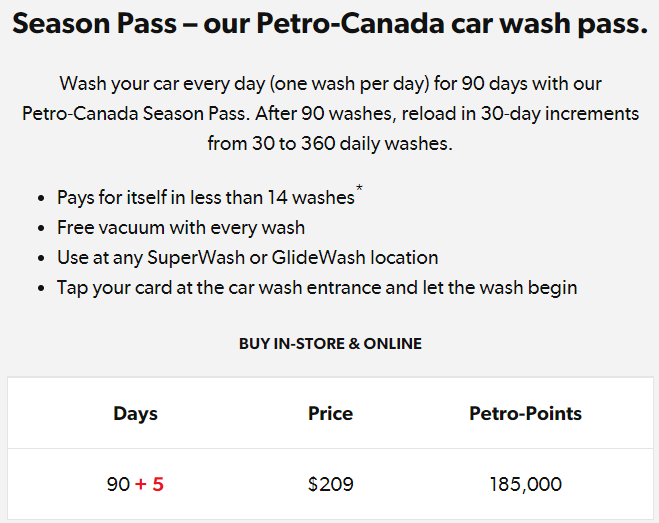 Season Pass – our Petro-Canada car wash pass.
Wash your car every day (one wash per day) for 90 days with our
Petro-Canada Season Pass. After 90 washes, reload in 30-day increments
from 30 to 360 daily washes.
• Pays for itself in less than 14 washes*
• Free vacuum with every wash
• Use at any SuperWash or GlideWash location
• Tap your card at the car wash entrance and let the wash begin
BUY IN-STORE & ONLINE
Days Price Petro-Points
90 + 5 $209 185,000